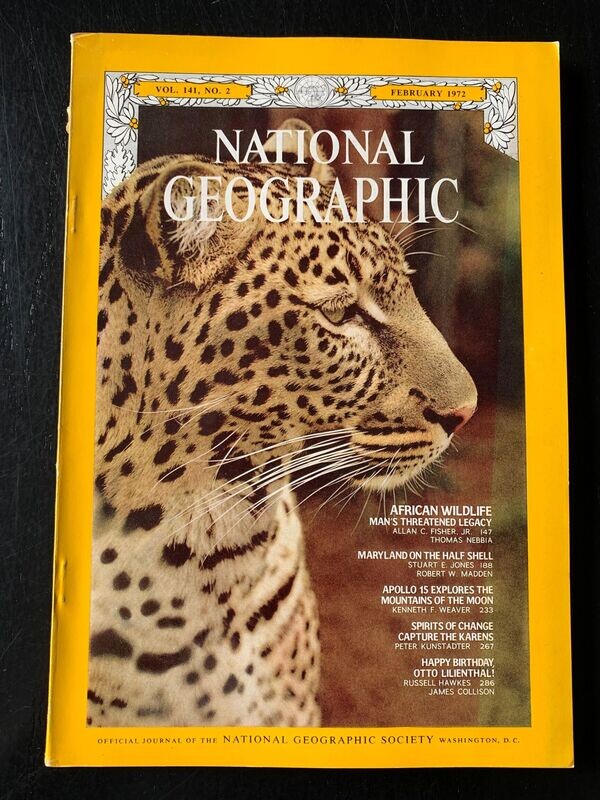 VOL. 141, NO. 2
FEBRUARY 1972
NATIONAL
GEOGRAPHIC
AFRICAN WILDLIFE
MAN'S THREATENED LEGACY
ALLAN C. FISHER, JR. 147
THOMAS NEBBIA
MARYLAND ON THE HALF SHELL
STUART E. JONES 188
ROBERT W. MADDEN
APOLLO 15 EXPLORES THE
MOUNTAINS OF THE MOON
KENNETH F. WEAVER 233
SPIRITS OF CHANGE
CAPTURE THE KARENS
PETER KUNSTADTER 267
HAPPY BIRTHDAY,
OTTO LILIENTHAL!
RUSSELL HAWKES 286
JAMES COLLISON
OFFICIAL JOURNAL OF THE NATIONAL GEOGRAPHIC SOCIETY WASHINGTON, D.C.